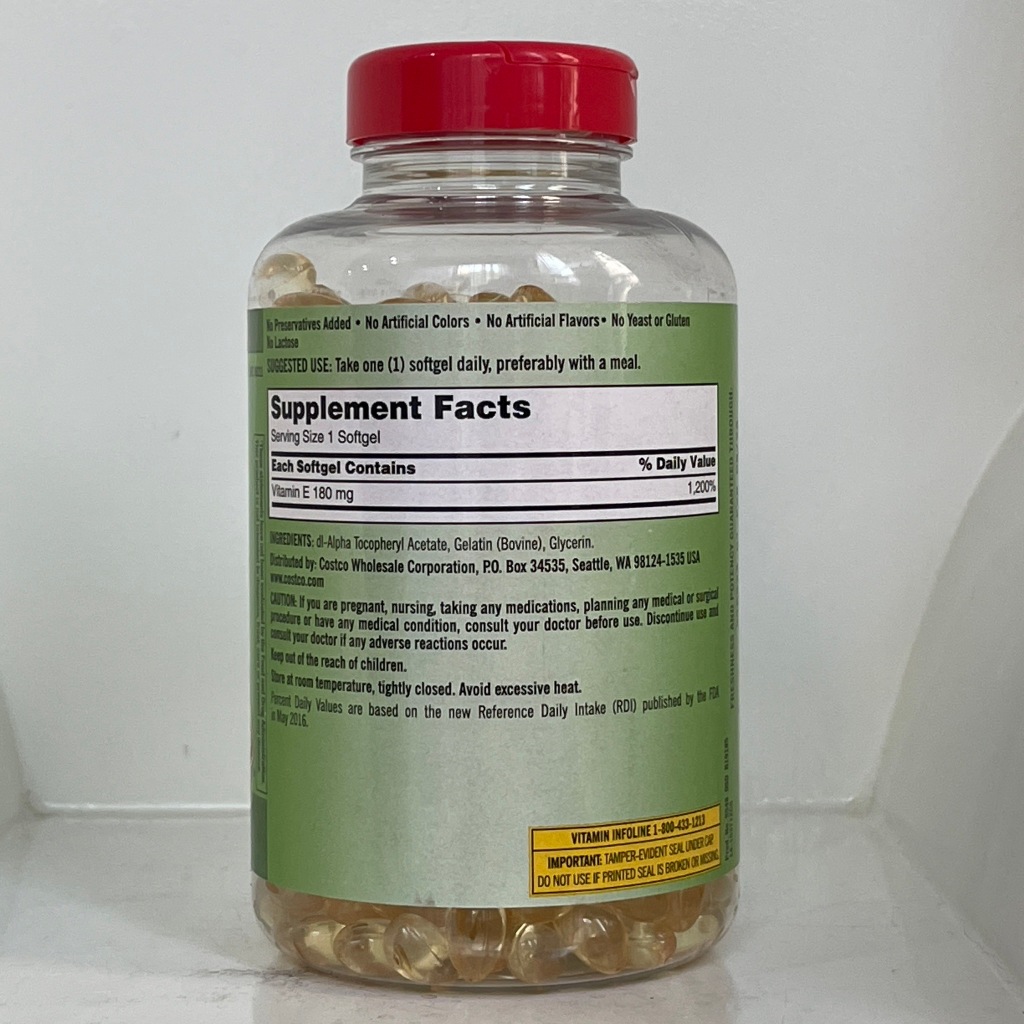 No Preservatives Added • No Artificial Colors • No Artificial Flavors • No Yeast or Gluten
No Lactose
SUGGESTED USE: Take one (1) softgel daily, preferably with a meal.
Supplement Facts
Serving Size 1 Softgel
Each Softgel Contains % Daily Value
Vitamin E 180 mg 1,200%
INGREDIENTS: dl-Alpha Tocopheryl Acetate, Gelatin (Bovine), Glycerin.
Distributed by: Costco Wholesale Corporation, P.O. Box 34535, Seattle, WA 98124-1535 USA
www.costco.com
CAUTION: If you are pregnant, nursing, taking any medications, planning any medical or surgical
procedure or have any medical condition, consult your doctor before use. Discontinue use and
consult your doctor if any adverse reactions occur.
Keep out of the reach of children.
Store at room temperature, tightly closed. Avoid excessive heat.
Percent Daily Values are based on the new Reference Daily Intake (RDI) published by the FDA
in May 2016.
VITAMIN INFOLINE 1-800-433-1213
IMPORTANT: TAMPER-EVIDENT SEAL UNDER CAP.
DO NOT USE IF PRINTED SEAL IS BROKEN OR MISSING.
FRESHNESS AND POTENCY GUARANTEED THROUGH